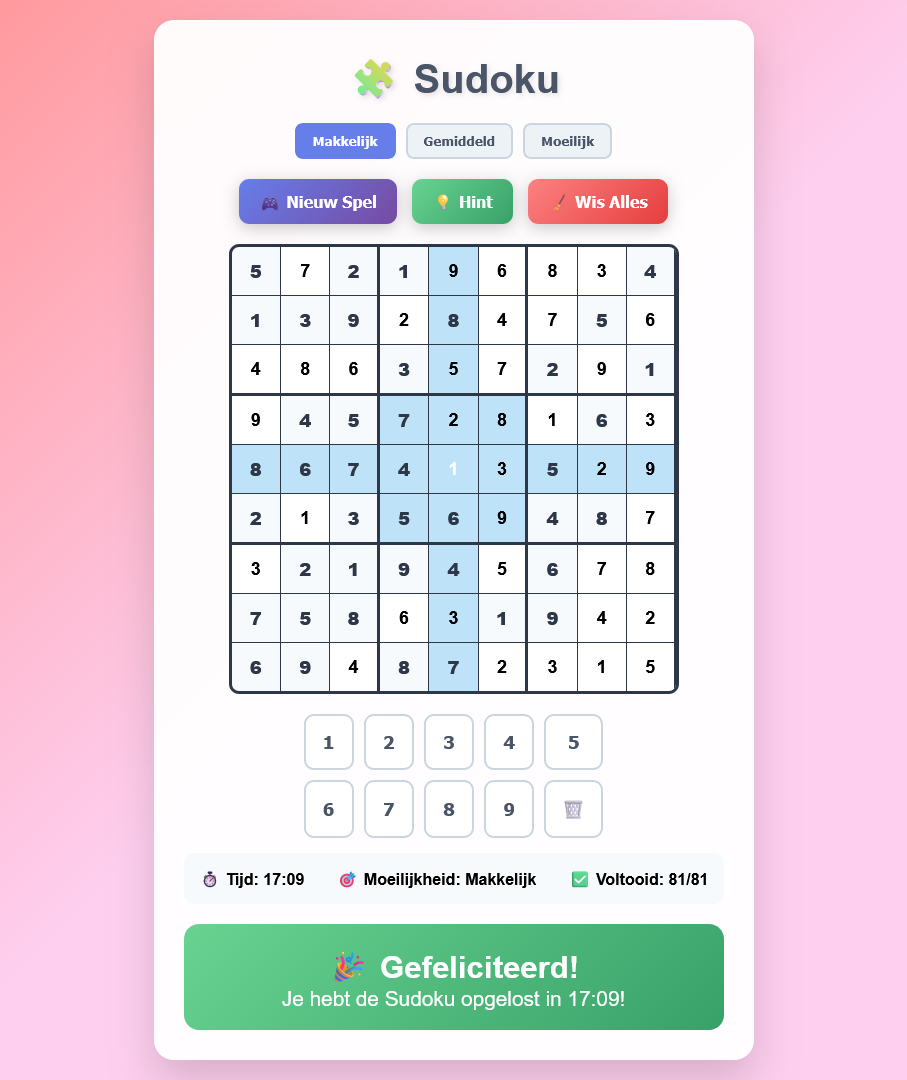 🧩 Sudoku
Makkelijk Gemiddeld Moeilijk
🎮 Nieuw Spel 💡 Hint 🧹 Wis Alles
5 7 2 1 9 6 8 3 4
1 3 9 2 8 4 7 5 6
4 8 6 3 5 7 2 9 1
9 4 5 7 2 8 1 6 3
8 6 7 4 1 3 5 2 9
2 1 3 5 6 9 4 8 7
3 2 1 9 4 5 6 7 8
7 5 8 6 3 1 9 4 2
6 9 4 8 7 2 3 1 5
1 2 3 4 5
6 7 8 9 🗑️
⏱️ Tijd: 17:09 🎯 Moeilijkheid: Makkelijk ✅ Voltooid: 81/81
🎉 Gefeliciteerd!
Je hebt de Sudoku opgelost in 17:09!